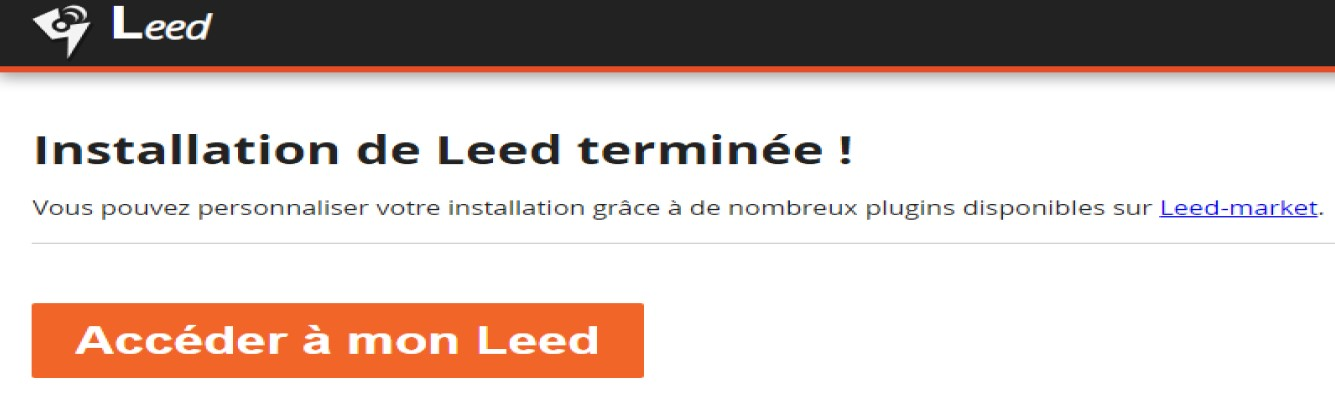 Leed
Installation de Leed terminée !
Vous pouvez personnaliser votre installation grâce à de nombreux plugins disponibles sur Leed-market.
Accéder à mon Leed